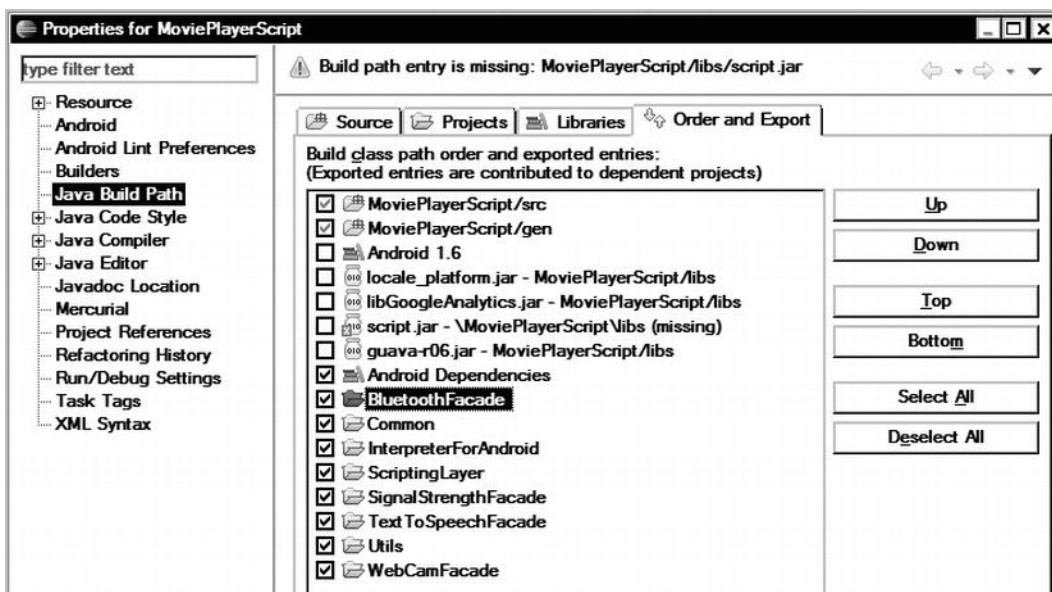 Properties for MoviePlayerScript
type filter text
Resource
Android
Android Lint Preferences
Builders
Java Build Path
Java Code Style
Java Compiler
Java Editor
Javadoc Location
Mercurial
Project References
Refactoring History
Run/Debug Settings
Task Tags
XML Syntax
Build path entry is missing: MoviePlayerScript/libs/script.jar
Source Projects Libraries Order and Export
Build class path order and exported entries:
(Exported entries are contributed to dependent projects)
MoviePlayerScript/src
MoviePlayerScript/gen
Android 1.6
locale_platform.jar - MoviePlayerScript/libs
libGoogleAnalytics.jar - MoviePlayerScript/libs
script.jar - \MoviePlayerScript\libs (missing)
guava-r06.jar - MoviePlayerScript/libs
Android Dependencies
BluetoothFacade
Common
InterpreterForAndroid
ScriptingLayer
SignalStrengthFacade
TextToSpeechFacade
Utils
WebCamFacade
Up
Down
Top
Bottom
Select All
Deselect All